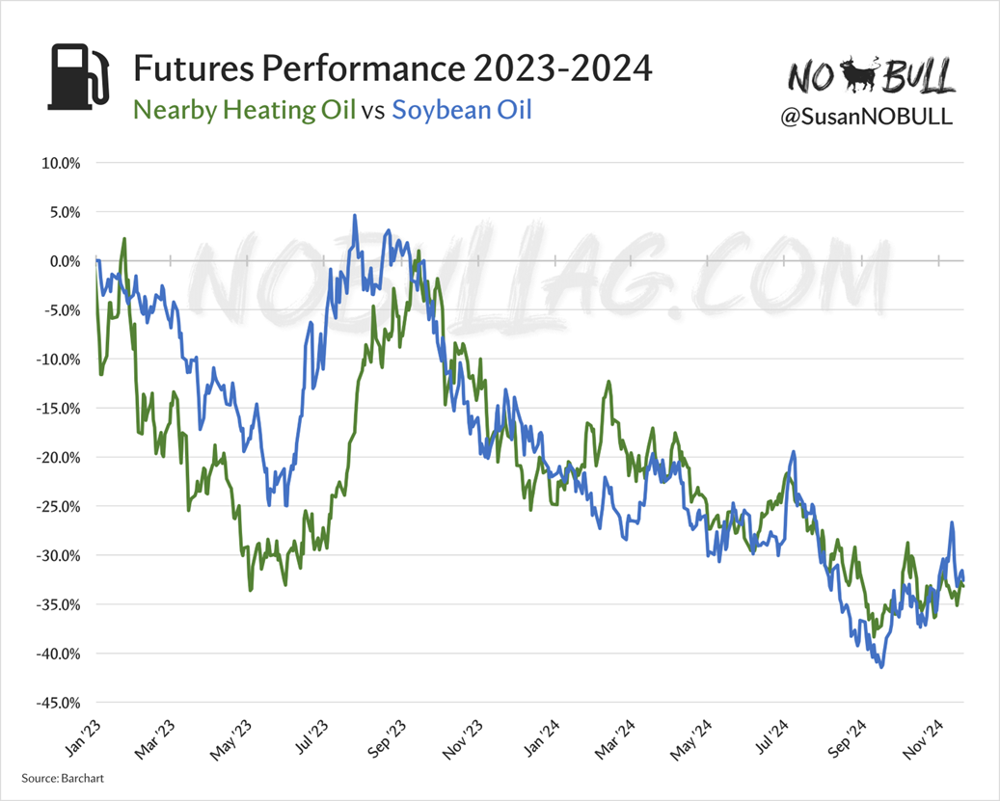 Futures Performance 2023-2024
Nearby Heating Oil vs Soybean Oil
NO BULL
@SusanNOBULL
NOBULLAG.COM
10.0%
5.0%
0.0%
-5.0%
-10.0%
-15.0%
-20.0%
-25.0%
-30.0%
-35.0%
-40.0%
-45.0%
Jan '23
Mar '23
May '23
Jul '23
Sep '23
Nov '23
Jan '24
Mar '24
May '24
Jul '24
Sep '24
Nov '24
Source: Barchart